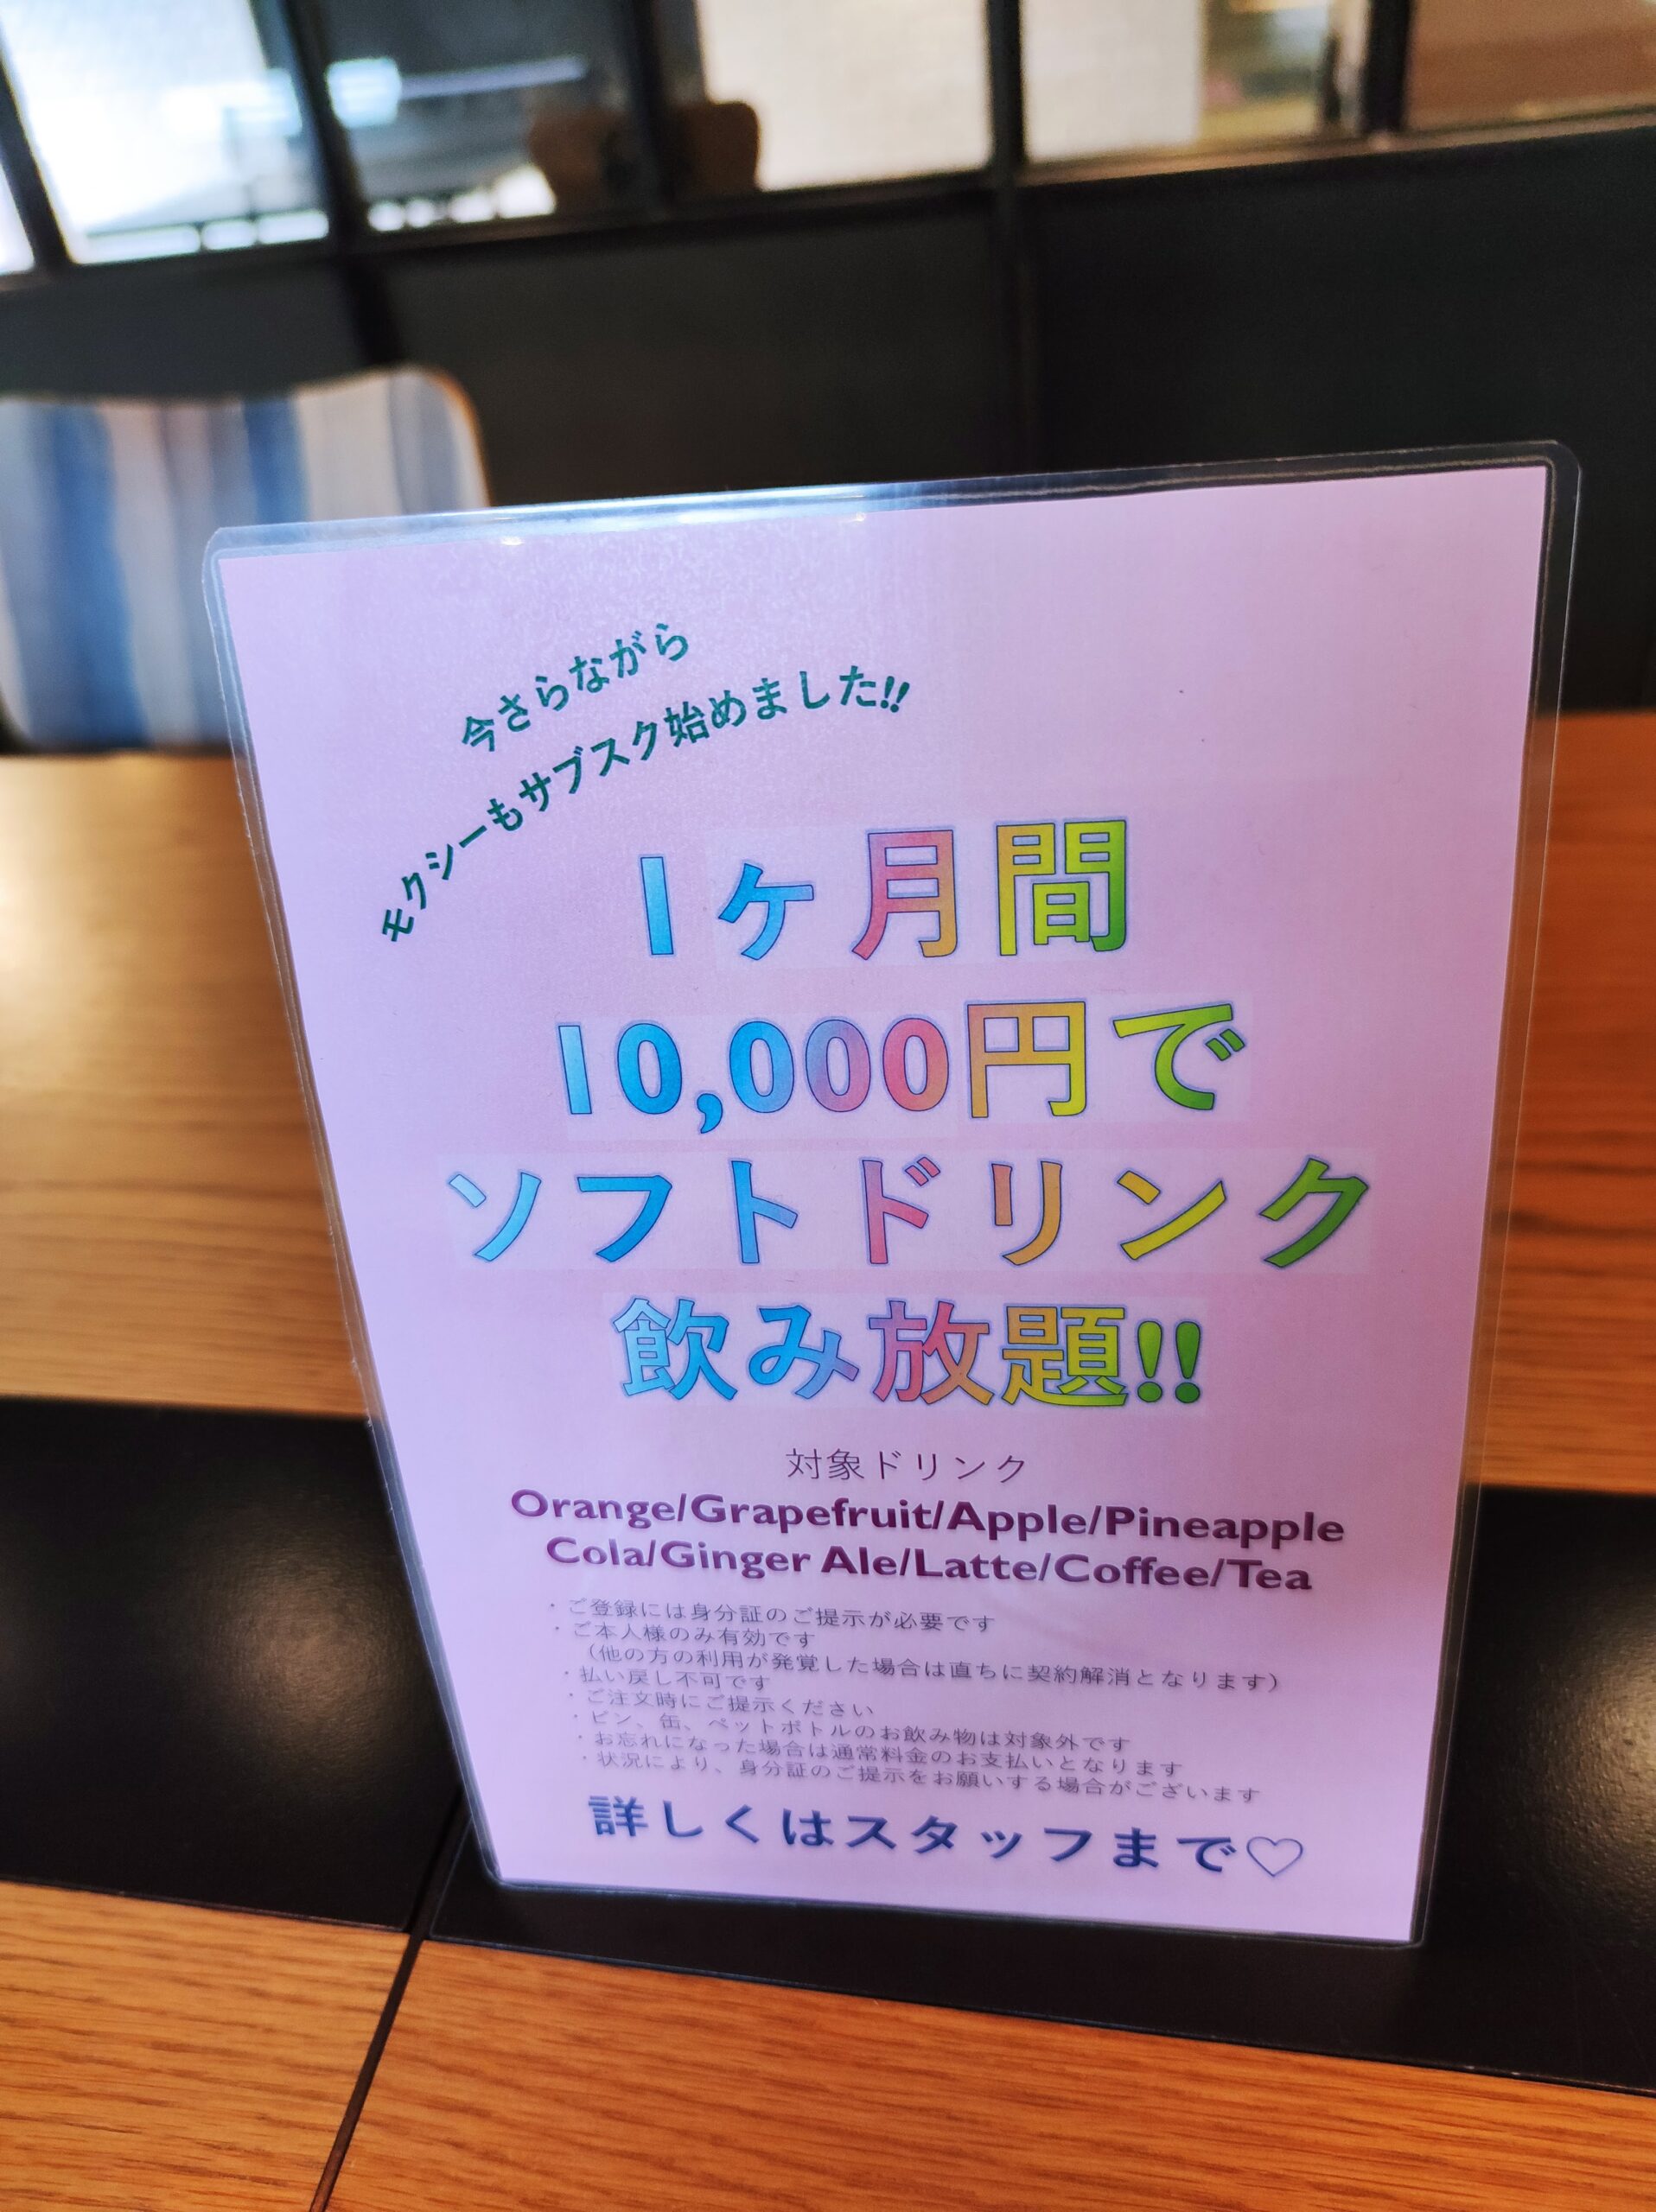 今さらながら
モクシーもサブスク始めました!!
1ヶ月間
10,000円で
ソフトドリンク
飲み放題!!
対象ドリンク
Orange/Grapefruit/Apple/Pineapple
Cola/Ginger Ale/Latte/Coffee/Tea
・ご登録には身分証のご提示が必要です
・ご本人様のみ有効です
（他の方の利用が発覚した場合は直ちに契約解消となります）
・払い戻し不可です
・ご注文時にご提示ください
・ビン、缶、ペットボトルのお飲み物は対象外です
・お忘れになった場合は通常料金のお支払いとなります
・状況により、身分証のご提示をお願いする場合がございます
詳しくはスタッフまで♡